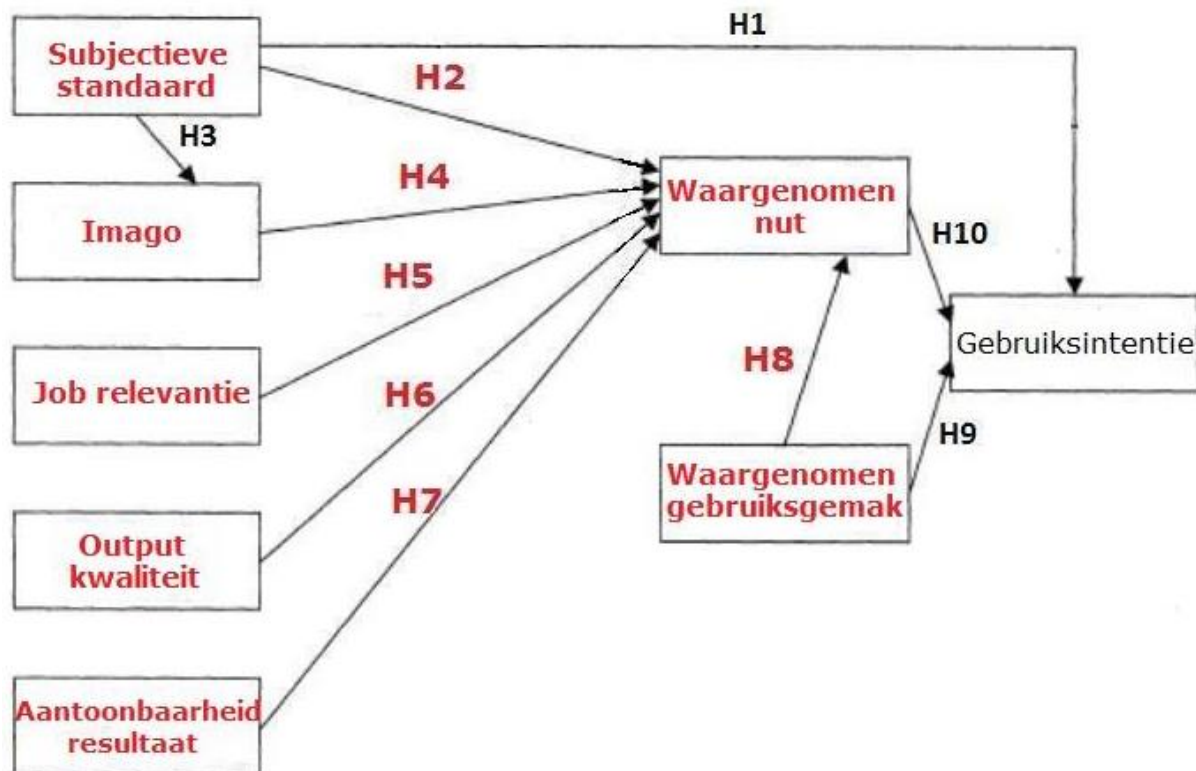 H1
Subjectieve
standaard
H2
H3
H4
Imago
Waargenomen
nut
H10
H5
Gebruiksintentie
Job relevantie
H8
H6
H9
Waargenomen
gebruiksgemak
H7
Output
kwaliteit
Aantoonbaarheid
resultaat